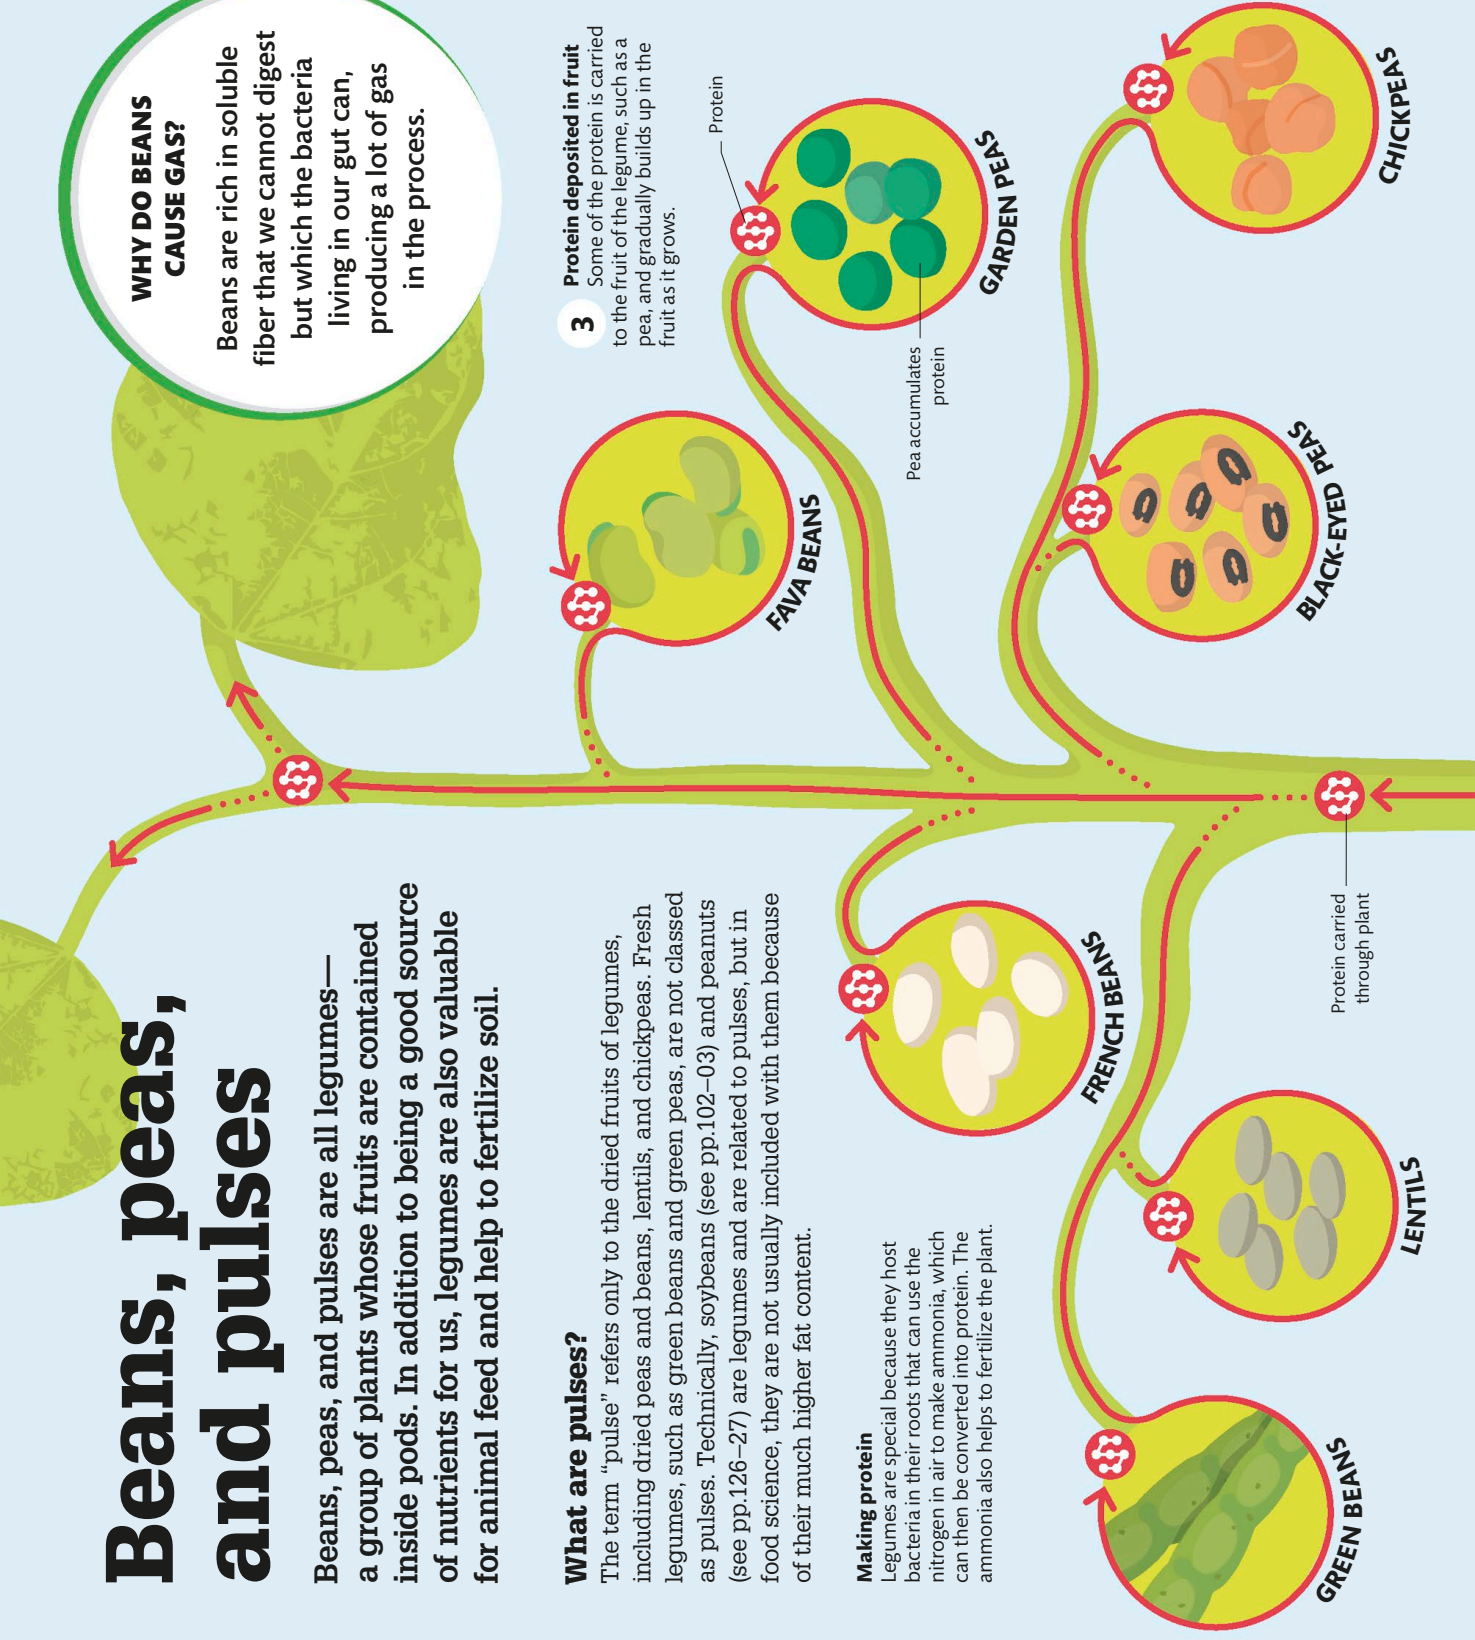 Beans, peas,
and pulses
Beans, peas, and pulses are all legumes—
a group of plants whose fruits are contained
inside pods. In addition to being a good source
of nutrients for us, legumes are also valuable
for animal feed and help to fertilize soil.
What are pulses?
The term “pulse” refers only to the dried fruits of legumes,
including dried peas and beans, lentils, and chickpeas. Fresh
legumes, such as green beans and green peas, are not classed
as pulses. Technically, soybeans (see pp.102–03) and peanuts
(see pp.126–27) are legumes and are related to pulses, but in
food science, they are not usually included with them because
of their much higher fat content.
Making protein
Legumes are special because they host
bacteria in their roots that can use the
nitrogen in air to make ammonia, which
can then be converted into protein. The
ammonia also helps to fertilize the plant.
GREEN BEANS
LENTILS
FRENCH BEANS
Protein carried
through plant
WHY DO BEANS
CAUSE GAS?
Beans are rich in soluble
fiber that we cannot digest
but which the bacteria
living in our gut can,
producing a lot of gas
in the process.
3
Protein deposited in fruit
Some of the protein is carried
to the fruit of the legume, such as a
pea, and gradually builds up in the
fruit as it grows.
Protein
FAVA BEANS
GARDEN PEAS
Pea accumulates
protein
BLACK-EYED PEAS
CHICKPEAS